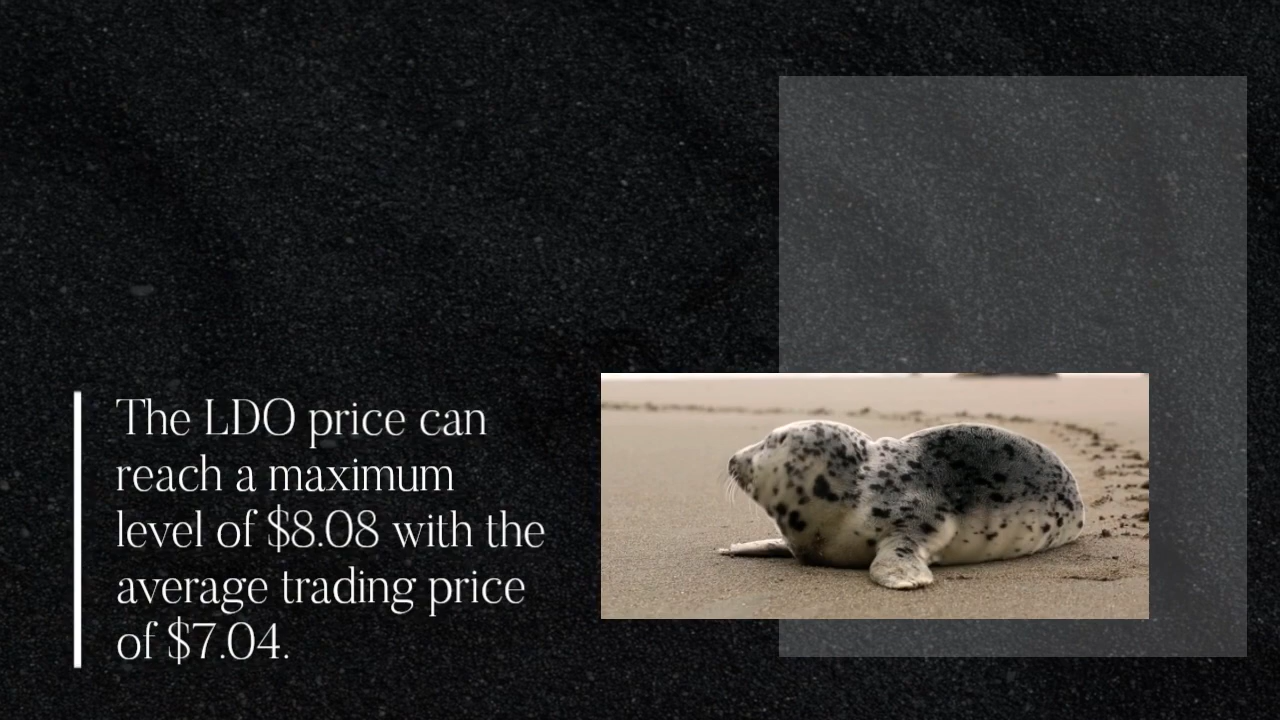 The LDO price can
reach a maximum
level of $8.08 with the
average trading price
of $7.04.